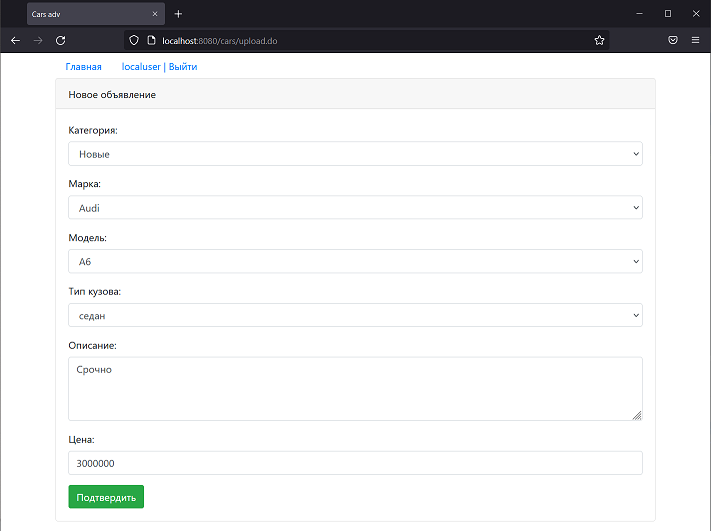 Cars adv
localhost:8080/cars/upload.do
Главная localuser | Выйти
Новое объявление
Категория:
Новые
Марка:
Audi
Модель:
A6
Тип кузова:
седан
Описание:
Срочно
Цена:
3000000
Подтвердить